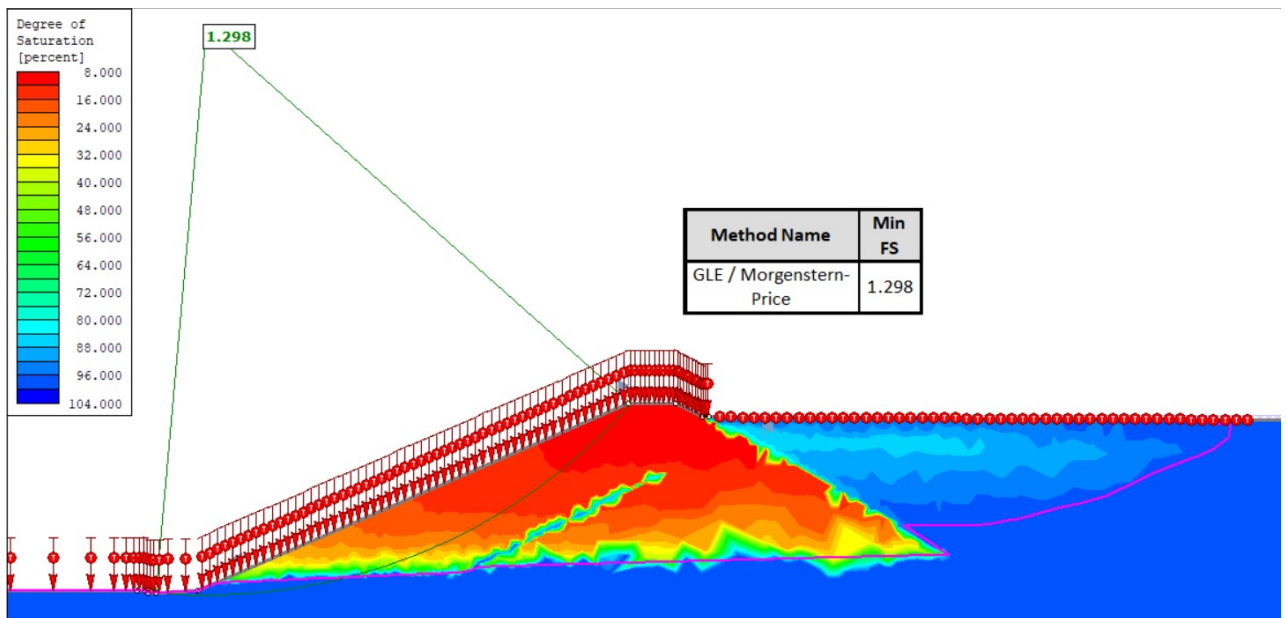 Degree of
Saturation
[percent]
8.000
16.000
24.000
32.000
40.000
48.000
56.000
64.000
72.000
80.000
88.000
96.000
104.000
1.298
Method Name
Min
FS
GLE / Morgenstern-
Price
1.298